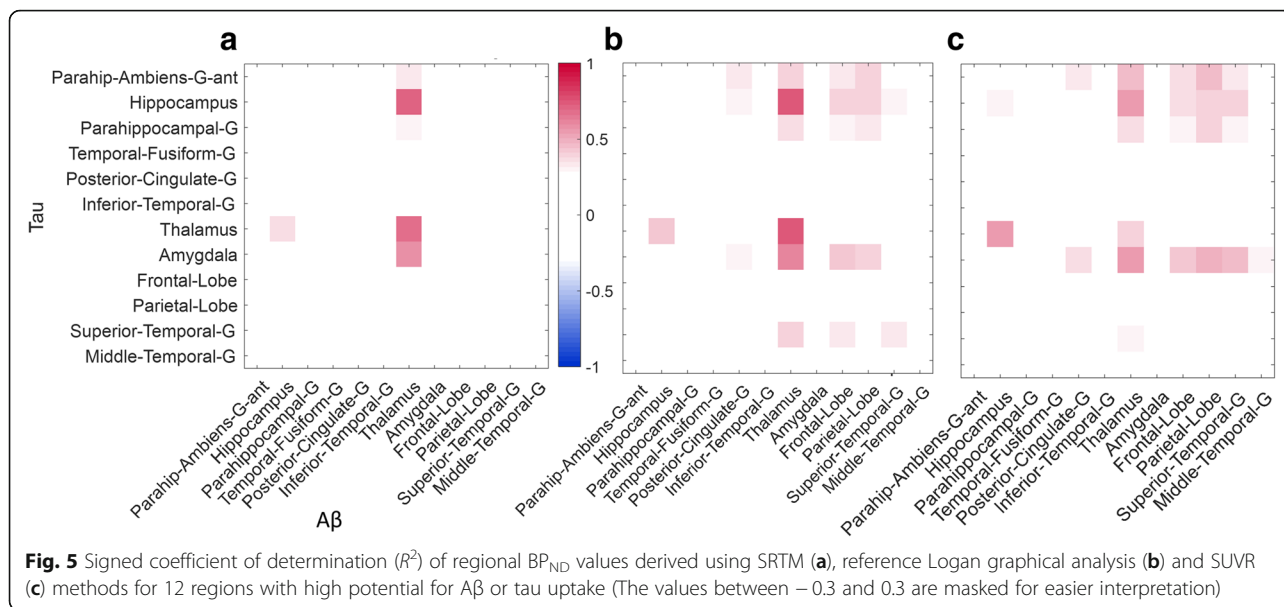 a
b
c
Parahip-Ambiens-G-ant
Hippocampus
Parahippocampal-G
Temporal-Fusiform-G
Posterior-Cingulate-G
Inferior-Temporal-G
Thalamus
Amygdala
Frontal-Lobe
Parietal-Lobe
Superior-Temporal-G
Middle-Temporal-G
Tau
1
0.5
0
-0.5
-1
Parahip-Ambiens-G-ant
Hippocampus
Parahippocampal-G
Temporal-Fusiform-G
Posterior-Cingulate-G
Inferior-Temporal-G
Thalamus
Amygdala
Frontal-Lobe
Parietal-Lobe
Superior-Temporal-G
Middle-Temporal-G
Aβ
Parahip-Ambiens-G-ant
Hippocampus
Parahippocampal-G
Temporal-Fusiform-G
Posterior-Cingulate-G
Inferior-Temporal-G
Thalamus
Amygdala
Frontal-Lobe
Parietal-Lobe
Superior-Temporal-G
Middle-Temporal-G
Parahip-Ambiens-G-ant
Hippocampus
Parahippocampal-G
Temporal-Fusiform-G
Posterior-Cingulate-G
Inferior-Temporal-G
Thalamus
Amygdala
Frontal-Lobe
Parietal-Lobe
Superior-Temporal-G
Middle-Temporal-G
Fig. 5 Signed coefficient of determination (R²) of regional BP_ND values derived using SRTM (a), reference Logan graphical analysis (b) and SUVR
(c) methods for 12 regions with high potential for Aβ or tau uptake (The values between − 0.3 and 0.3 are masked for easier interpretation)